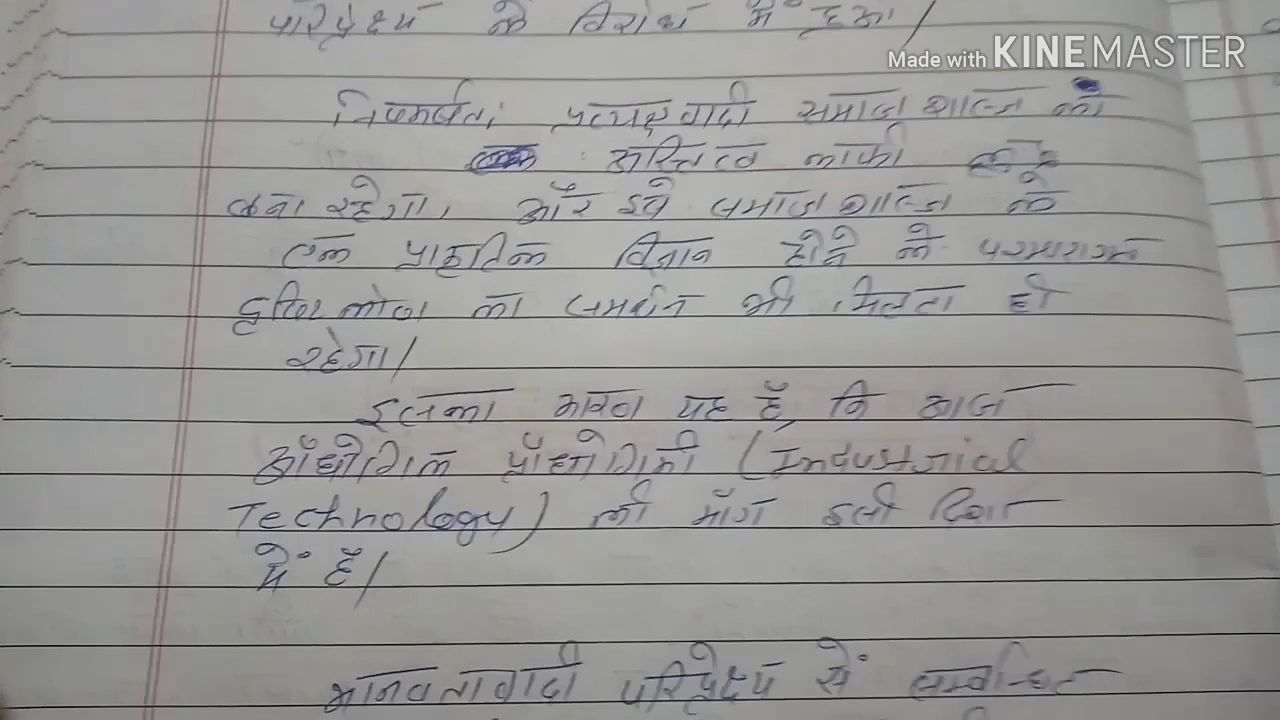 परिप्रेक्ष्य के विरोध में हुआ।
Made with KINEMASTER
निष्कर्षतः प्रत्यक्षवादी समाजशास्त्र का
अस्तित्व काफी
बना रहेगा, और इसे समाजशास्त्र के
एक प्राकृतिक विज्ञान होने के परम्परागत
दृष्टिकोण का समर्थन भी मिलता ही
रहेगा।
इसका कारण यह है, कि आज
औद्योगिक प्रौद्योगिकी (Industrial
Technology) की माँग इसी दिशा
में है।
मानवतावादी परिप्रेक्ष्य से सम्बन्धित